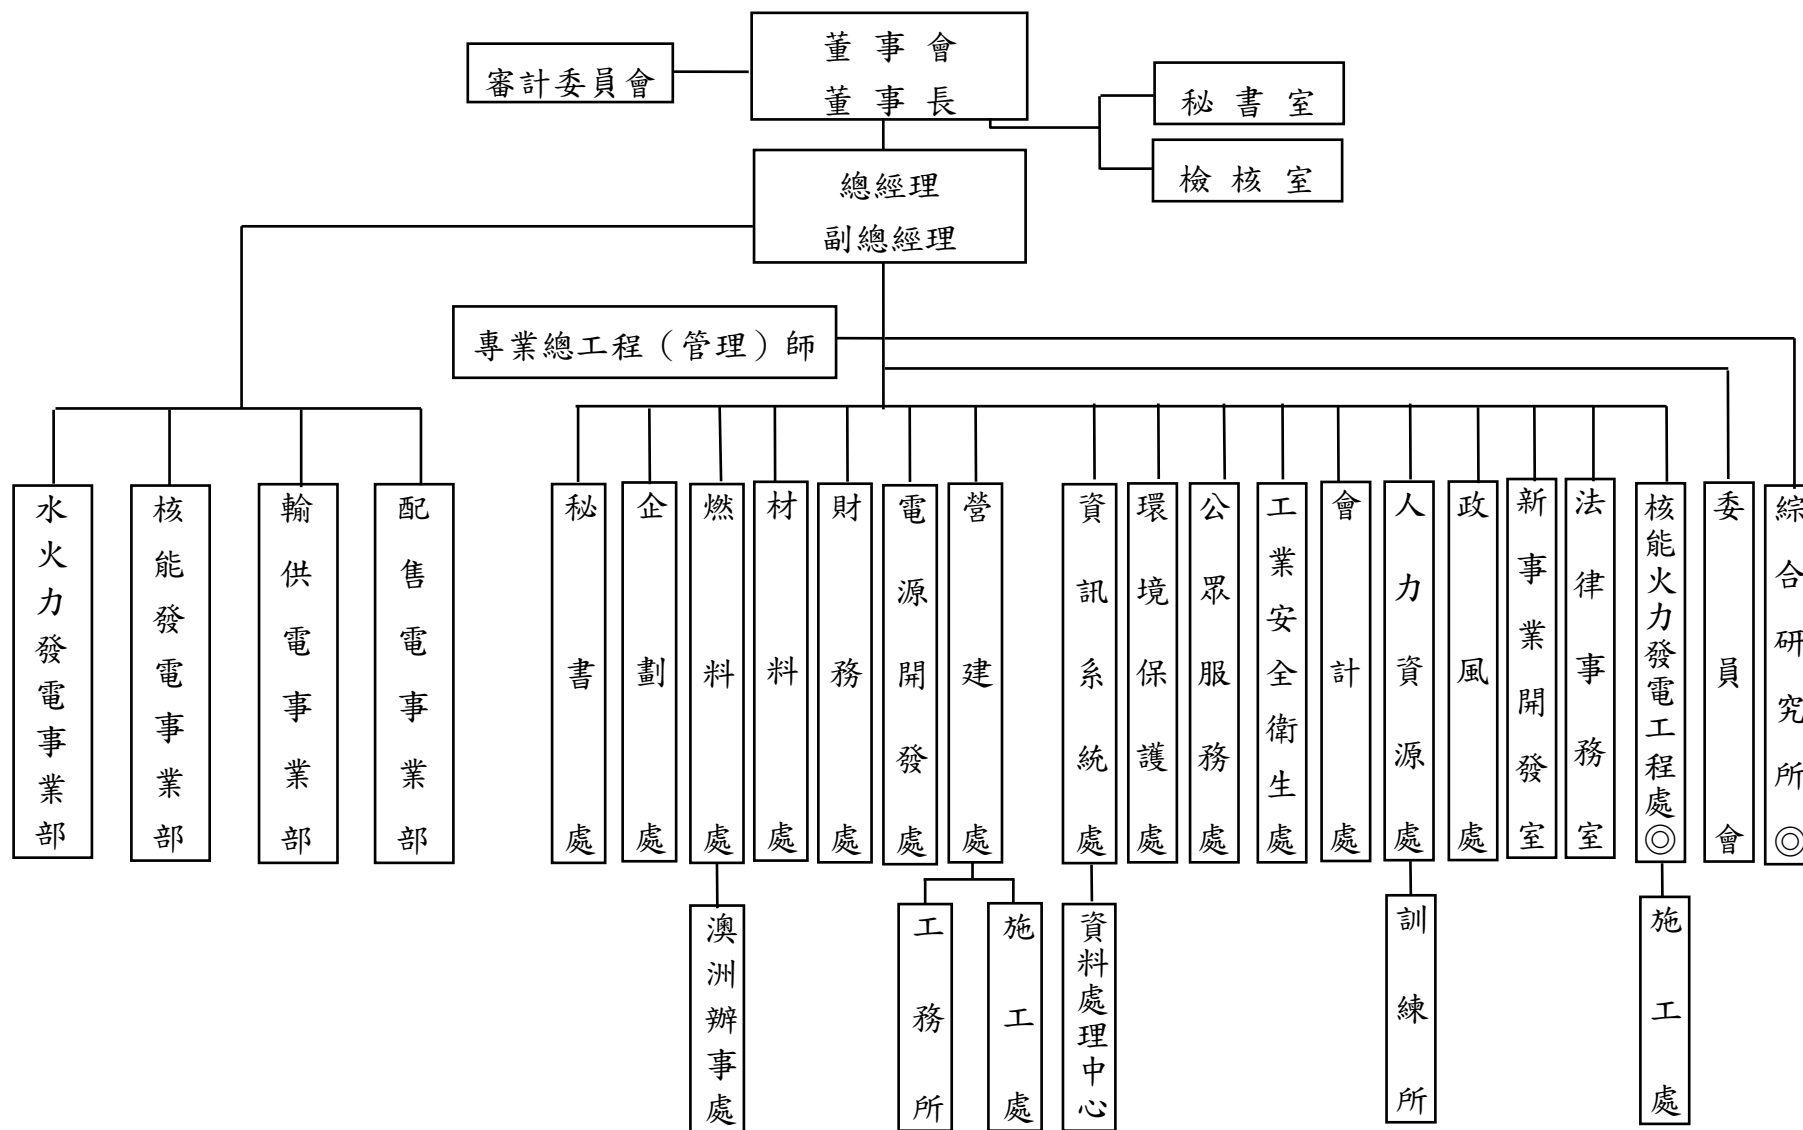 董事會
董事長
審計委員會
秘書室
檢核室
總經理
副總經理
專業總工程（管理）師
水火力發電事業部
核能發電事業部
輸供電事業部
配售電事業部
秘書處
企劃處
燃料處
材料處
財務處
電源開發處
營建處
資訊系統處
環境保護處
公眾服務處
工業安全衛生處
會計處
人力資源處
政風處
新事業開發室
法律事務室
核能火力發電工程處◎
委員會
綜合研究所◎
澳洲辦事處
工務所
施工處
資料處理中心
訓練所
施工處